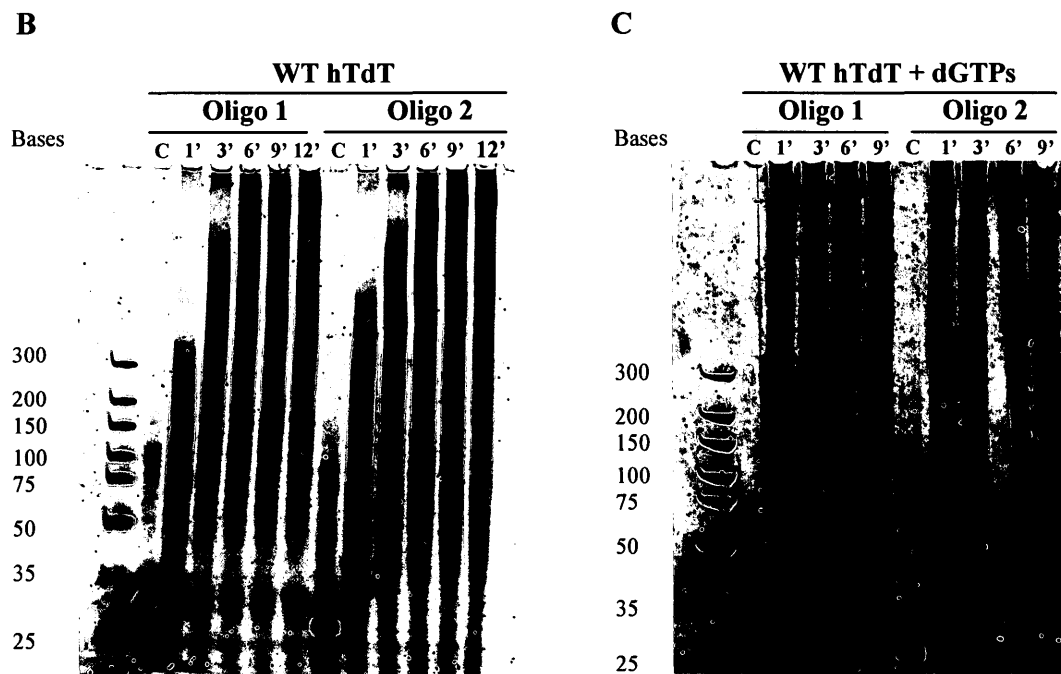 B
WT hTdT
Oligo 1 Oligo 2
Bases
C 1’ 3’ 6’ 9’ 12’ C 1’ 3’ 6’ 9’ 12’
300
200
150
100
75
50
35
25
C
WT hTdT + dGTPs
Oligo 1 Oligo 2
Bases
C 1’ 3’ 6’ 9’ C 1’ 3’ 6’ 9’
300
200
150
100
75
50
35
25